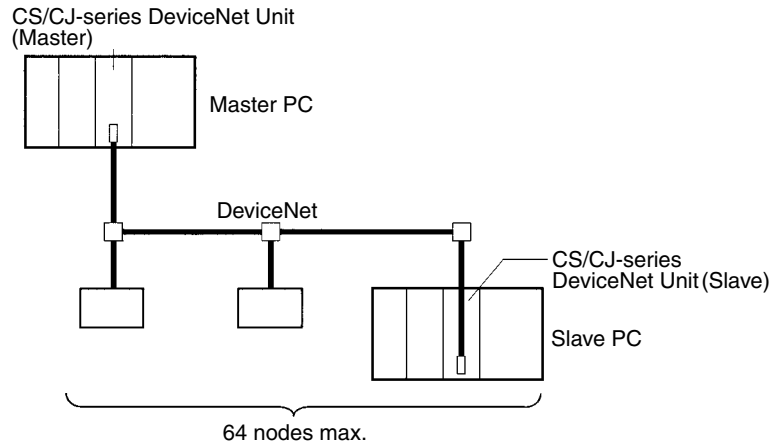 CS/CJ-series DeviceNet Unit
(Master)
Master PC
DeviceNet
CS/CJ-series
DeviceNet Unit (Slave)
Slave PC
64 nodes max.